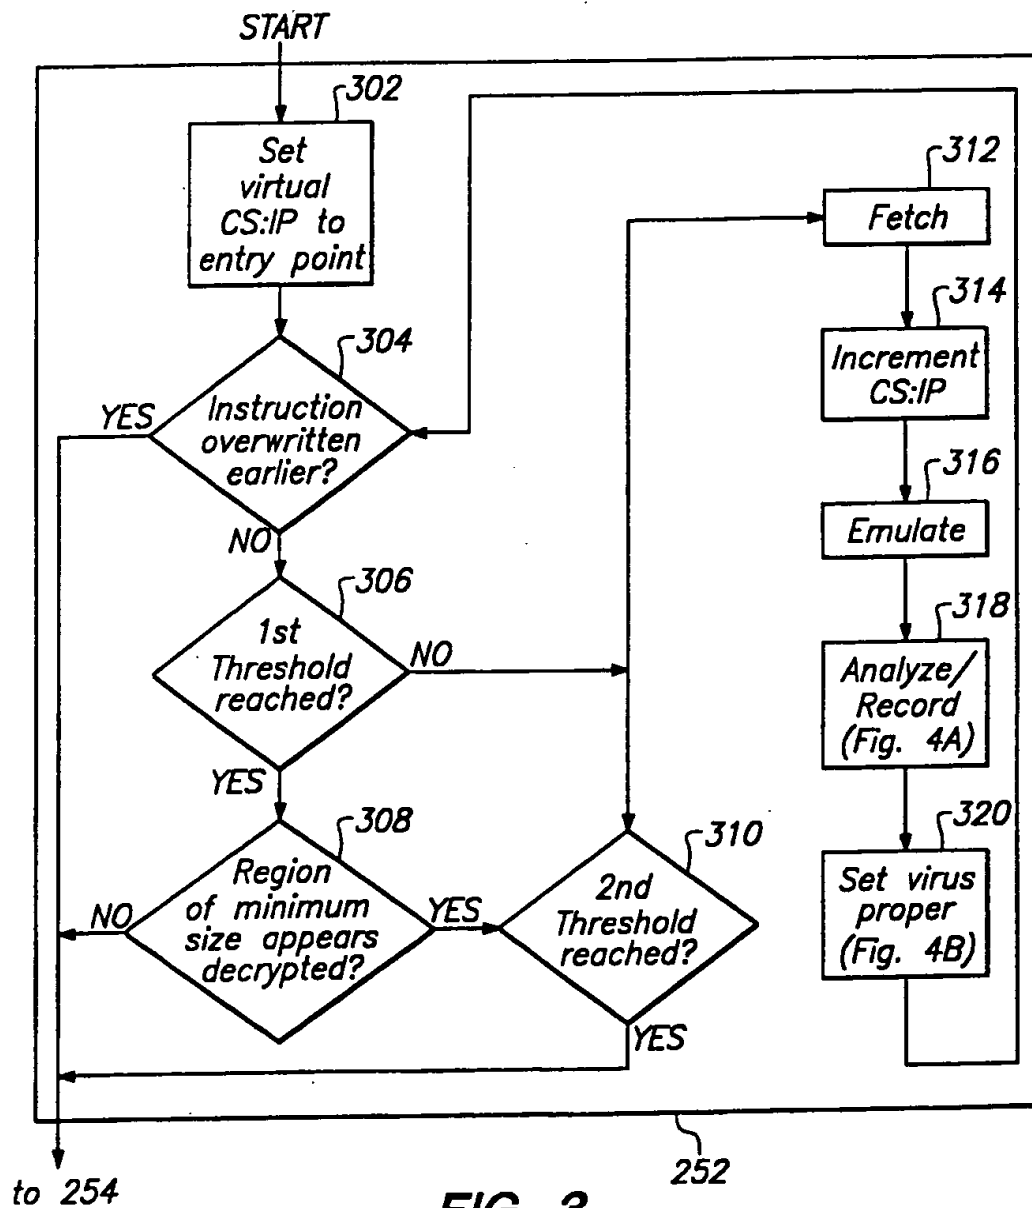 START
302
Set
virtual
CS:IP to
entry point
304
YES
Instruction
overwritten
earlier?
NO
306
1st
Threshold
reached?
NO
YES
308
Region
of minimum
size appears
decrypted?
NO
YES
310
2nd
Threshold
reached?
YES
312
Fetch
314
Increment
CS:IP
316
Emulate
318
Analyze/
Record
(Fig. 4A)
320
Set virus
proper
(Fig. 4B)
252
to 254
FIG. 3